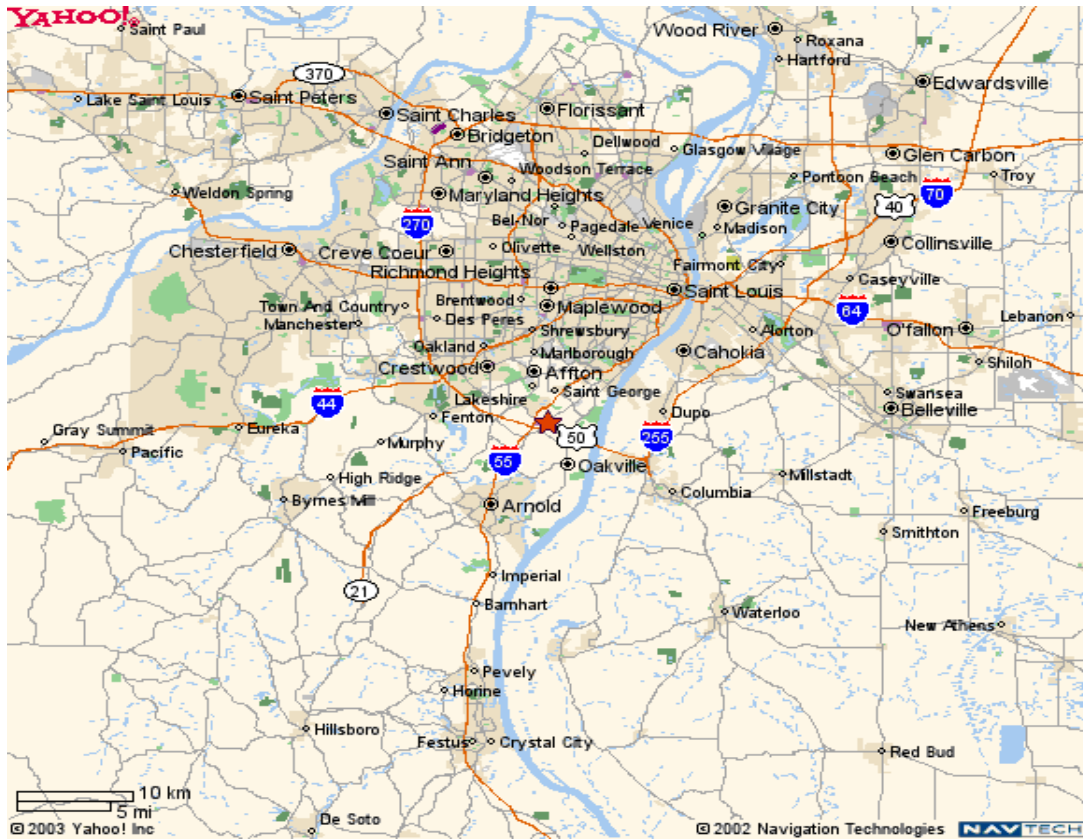 YAHOO!®
Saint Paul
Wood River
Roxana
Hartford
370
Edwardsville
Lake Saint Louis
Saint Peters
Saint Charles
Florissant
Bridgeton
Dellwood
Glasgow Village
Glen Carbon
Saint Ann
Woodson Terrace
Pontoon Beach
Troy
Weldon Spring
Maryland Heights
70
40
Granite City
Bel-Nor
Pagedale
Venice
Madison
270
Chesterfield
Creve Coeur
Olivette
Wellston
Collinsville
Richmond Heights
Fairmont City
Caseyville
Saint Louis
Town And Country
Brentwood
Maplewood
64
Lebanon
Manchester
Des Peres
Shrewsbury
Alorton
O'fallon
Oakland
Marlborough
Cahokia
Shiloh
Crestwood
Affton
Saint George
Swansea
44
Lakeshire
Belleville
Fenton
Dupo
Gray Summit
Eureka
Murphy
50
255
Pacific
55
Oakville
High Ridge
Millstadt
Byrnes Mill
Arnold
Columbia
Freeburg
Smithton
Imperial
21
Barnhart
Waterloo
New Athens
Pevely
Horine
Hillsboro
Festus
Crystal City
Red Bud
10 km
5 mi
De Soto
© 2003 Yahoo! Inc
© 2002 Navigation Technologies NAVTECH